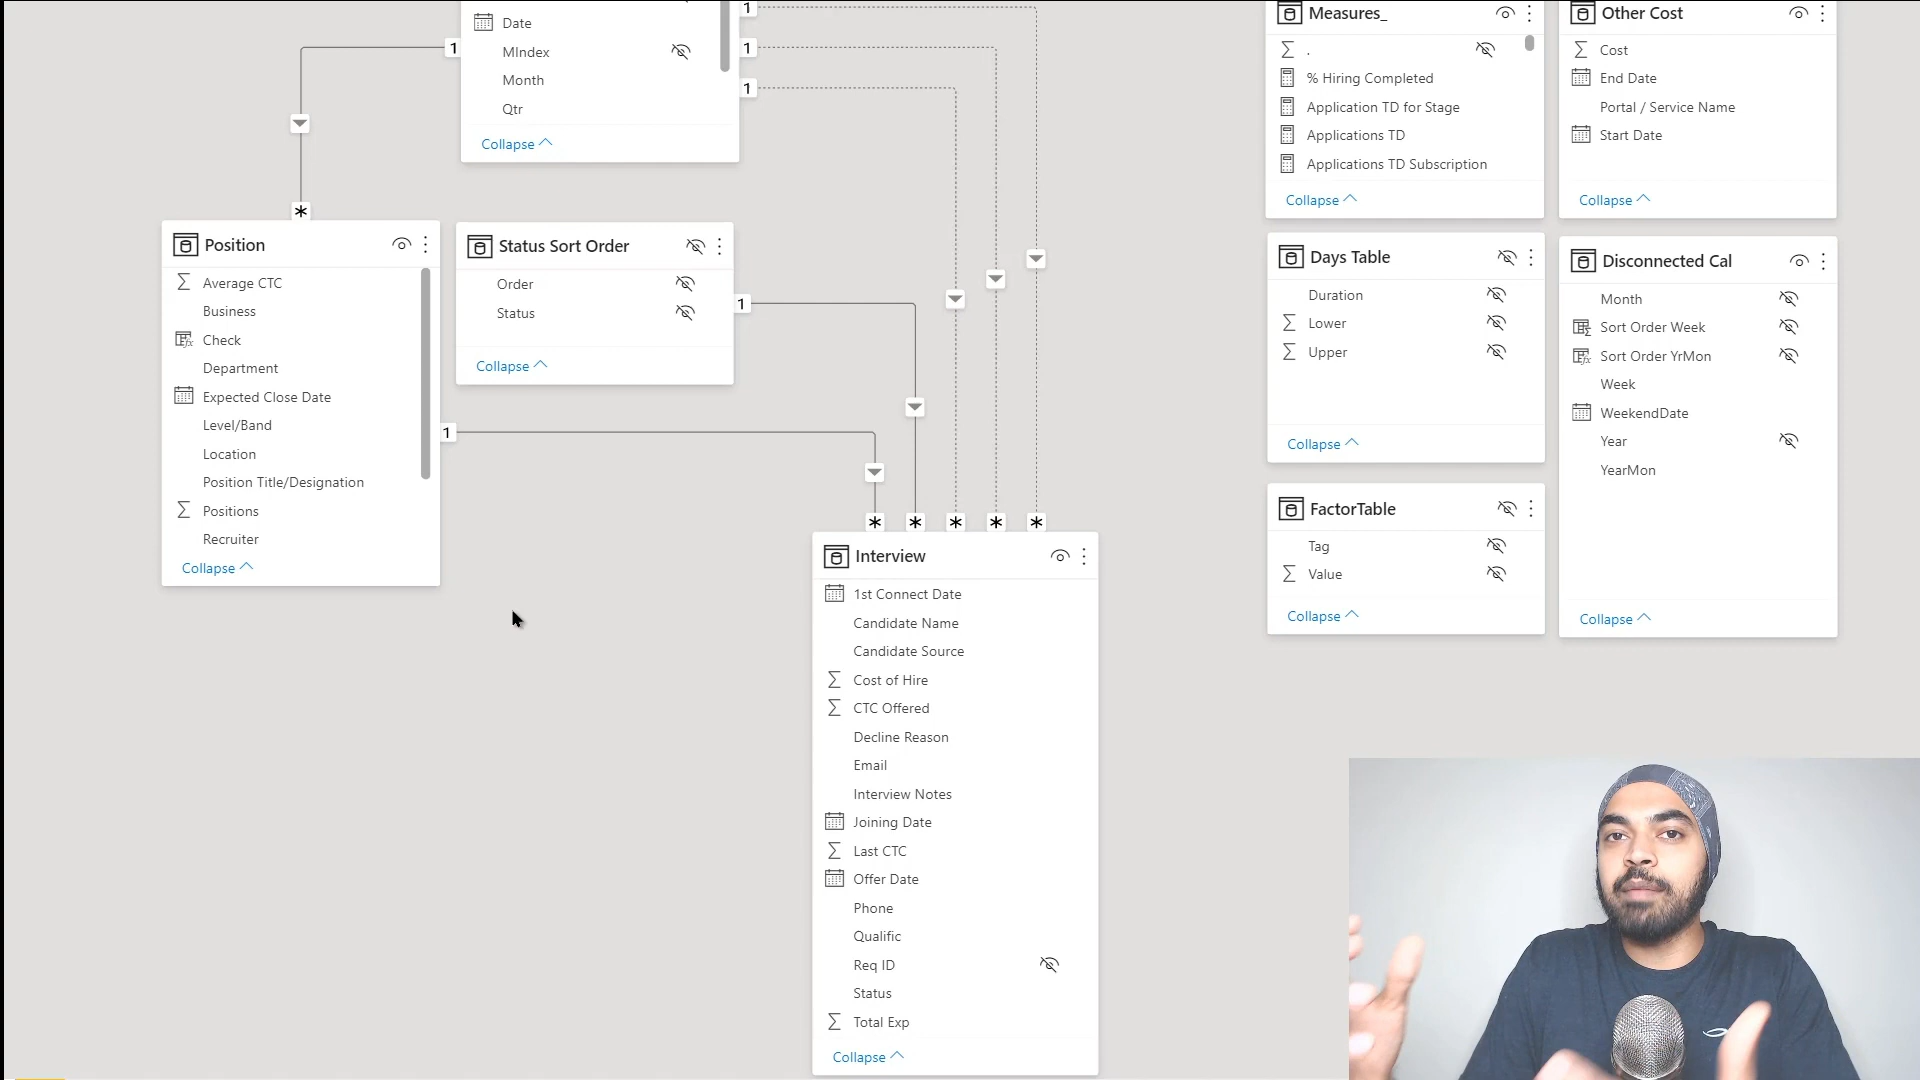 Date
MIndex
Month
Qtr
Collapse
1
1
1
1
*
Position
Average CTC
Business
Check
Department
Expected Close Date
Level/Band
Location
Position Title/Designation
Positions
Recruiter
Collapse
1
Status Sort Order
Order
Status
Collapse
1
*
*
*
*
*
Interview
1st Connect Date
Candidate Name
Candidate Source
Cost of Hire
CTC Offered
Decline Reason
Email
Interview Notes
Joining Date
Last CTC
Offer Date
Phone
Qualific
Req ID
Status
Total Exp
Collapse
Measures_
.
% Hiring Completed
Application TD for Stage
Applications TD
Applications TD Subscription
Collapse
Other Cost
Cost
End Date
Portal / Service Name
Start Date
Collapse
Days Table
Duration
Lower
Upper
Collapse
Disconnected Cal
Month
Sort Order Week
Sort Order YrMon
Week
WeekendDate
Year
YearMon
Collapse
FactorTable
Tag
Value
Collapse